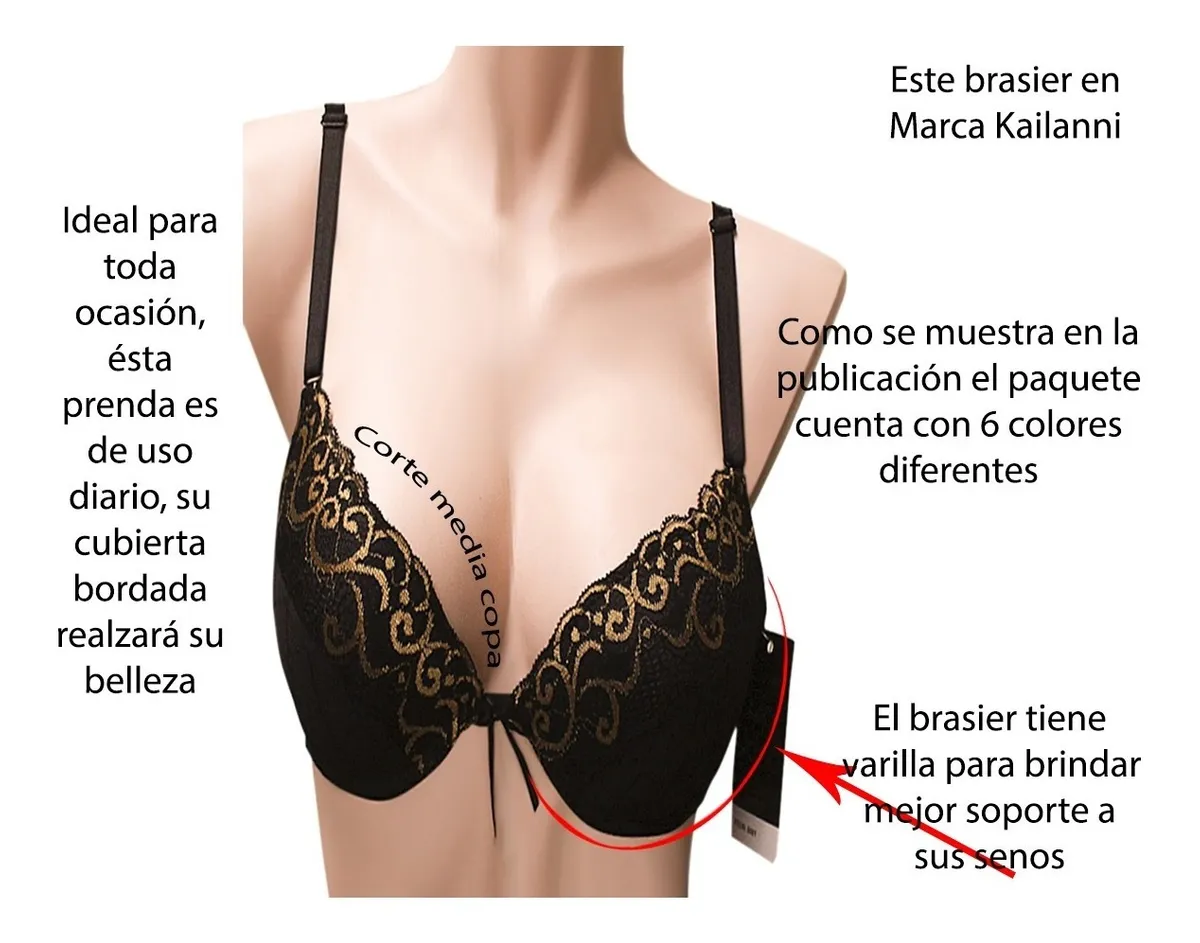 Este brasier en
Marca Kailanni
Ideal para
toda
ocasión,
ésta
prenda es
de uso
diario, su
cubierta
bordada
realzará su
belleza
Corte media copa
Como se muestra en la
publicación el paquete
cuenta con 6 colores
diferentes
El brasier tiene
varilla para brindar
mejor soporte a
sus senos